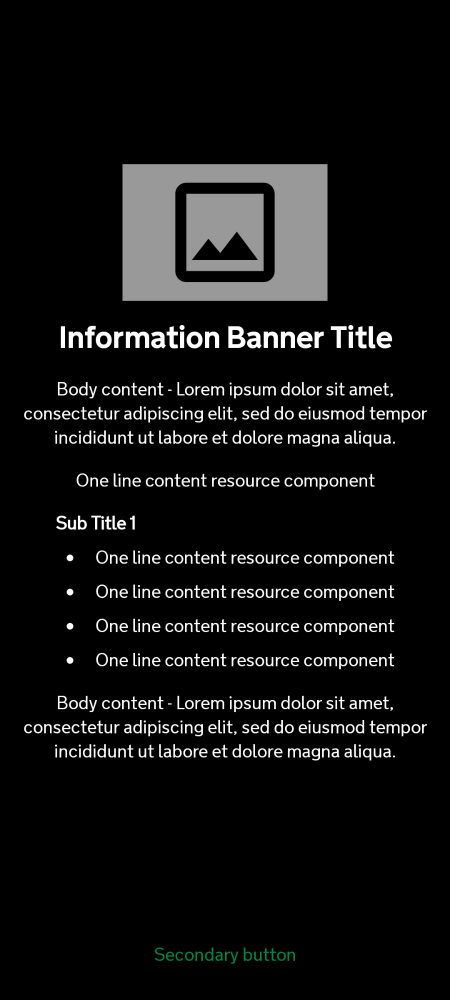 Information Banner Title
Body content - Lorem ipsum dolor sit amet,
consectetur adipiscing elit, sed do eiusmod tempor
incididunt ut labore et dolore magna aliqua.
One line content resource component
Sub Title 1
• One line content resource component
• One line content resource component
• One line content resource component
• One line content resource component
Body content - Lorem ipsum dolor sit amet,
consectetur adipiscing elit, sed do eiusmod tempor
incididunt ut labore et dolore magna aliqua.
Secondary button